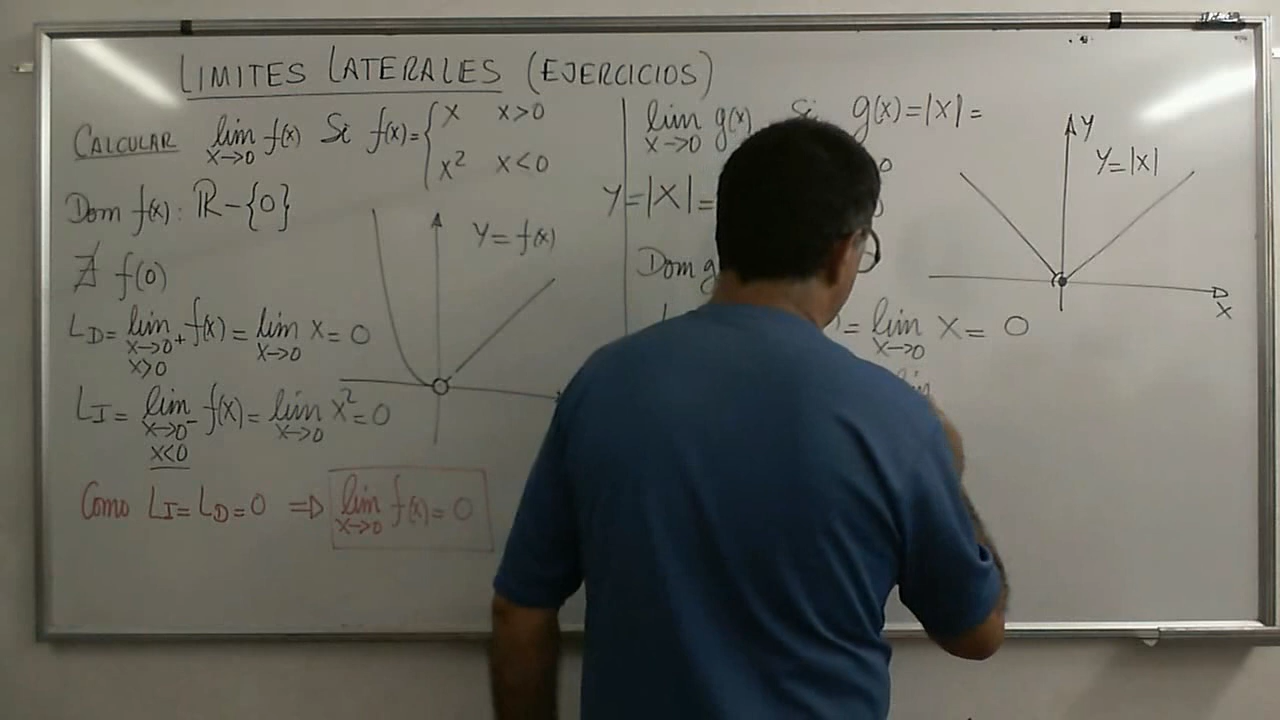 LIMITES LATERALES (EJERCICIOS)
CALCULAR lim x→0 f(x) Si f(x)= { x x>0
x² x<0
Dom f(x): ℝ-{0}
∄ f(0)
L_D= lim x→0⁺ f(x)= lim x→0 x= 0
x>0
L_I= lim x→0⁻ f(x)= lim x→0 x²=0
x<0
Como L_I=L_D=0 ⇒ lim x→0 f(x)=0
Y=f(x)
lim x→0 g(x) Si g(x)=|x|=
Y=|X|=
Dom g
= lim x→0 x= 0
lim
Y
Y=|x|
X